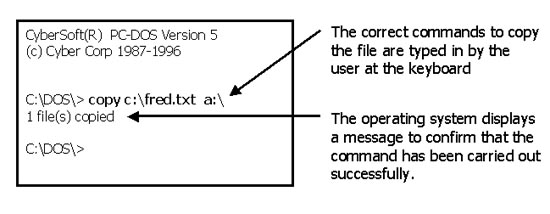 CyberSoft(R) PC-DOS Version 5
(c) Cyber Corp 1987-1996
C:\DOS\> copy c:\fred.txt a:\
1 file(s) copied
C:\DOS\>
The correct commands to copy
the file are typed in by the
user at the keyboard
The operating system displays
a message to confirm that the
command has been carried out
successfully.